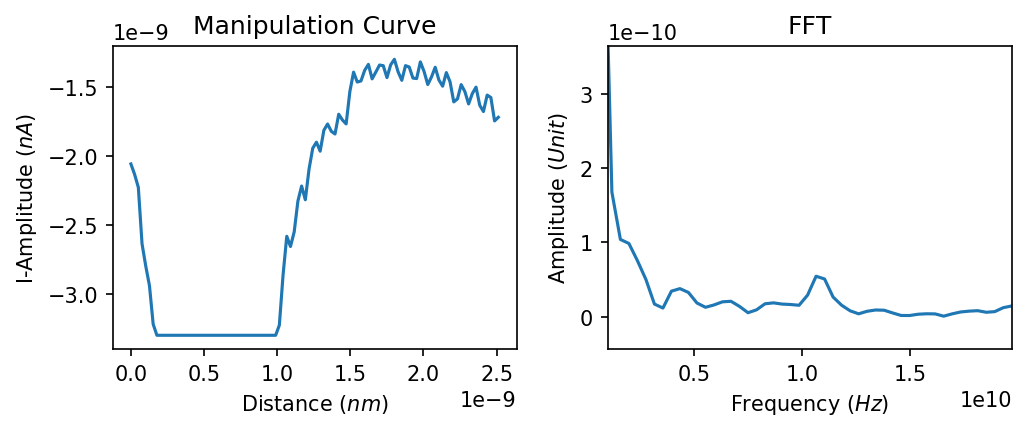 Manipulation Curve
1e−9
I-Amplitude (nA)
−1.5
−2.0
−2.5
−3.0
0.0 0.5 1.0 1.5 2.0 2.5
Distance (nm)
1e−9
FFT
1e−10
Amplitude (Unit)
3
2
1
0
0.5 1.0 1.5
Frequency (Hz)
1e10